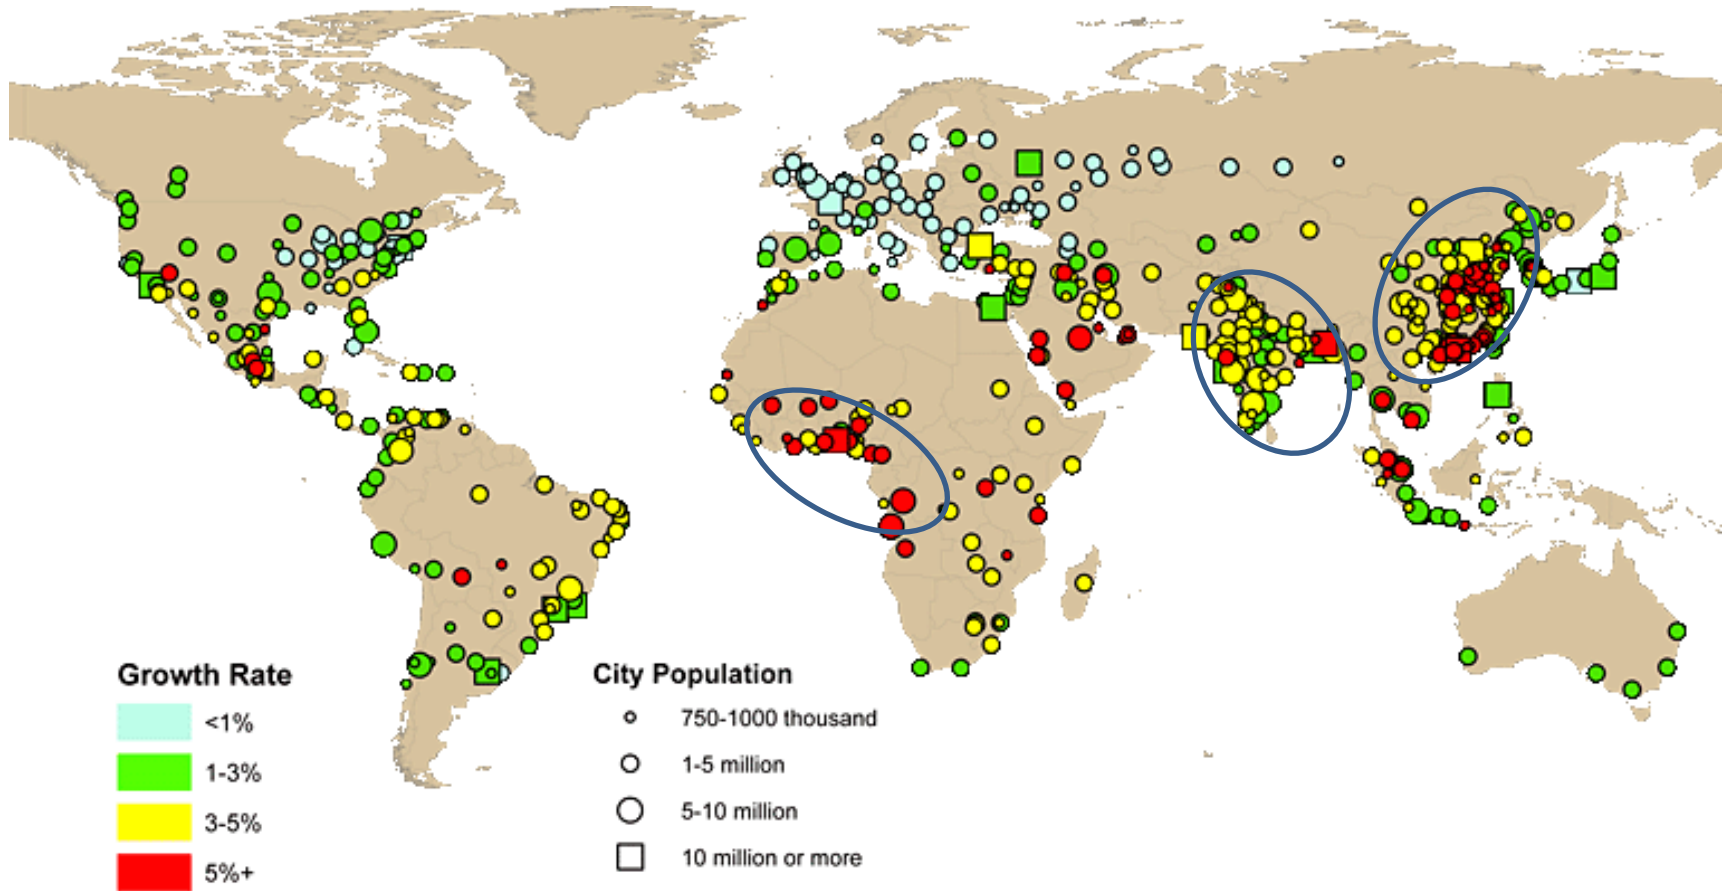 Growth Rate
<1%
1-3%
3-5%
5%+
City Population
750-1000 thousand
1-5 million
5-10 million
10 million or more